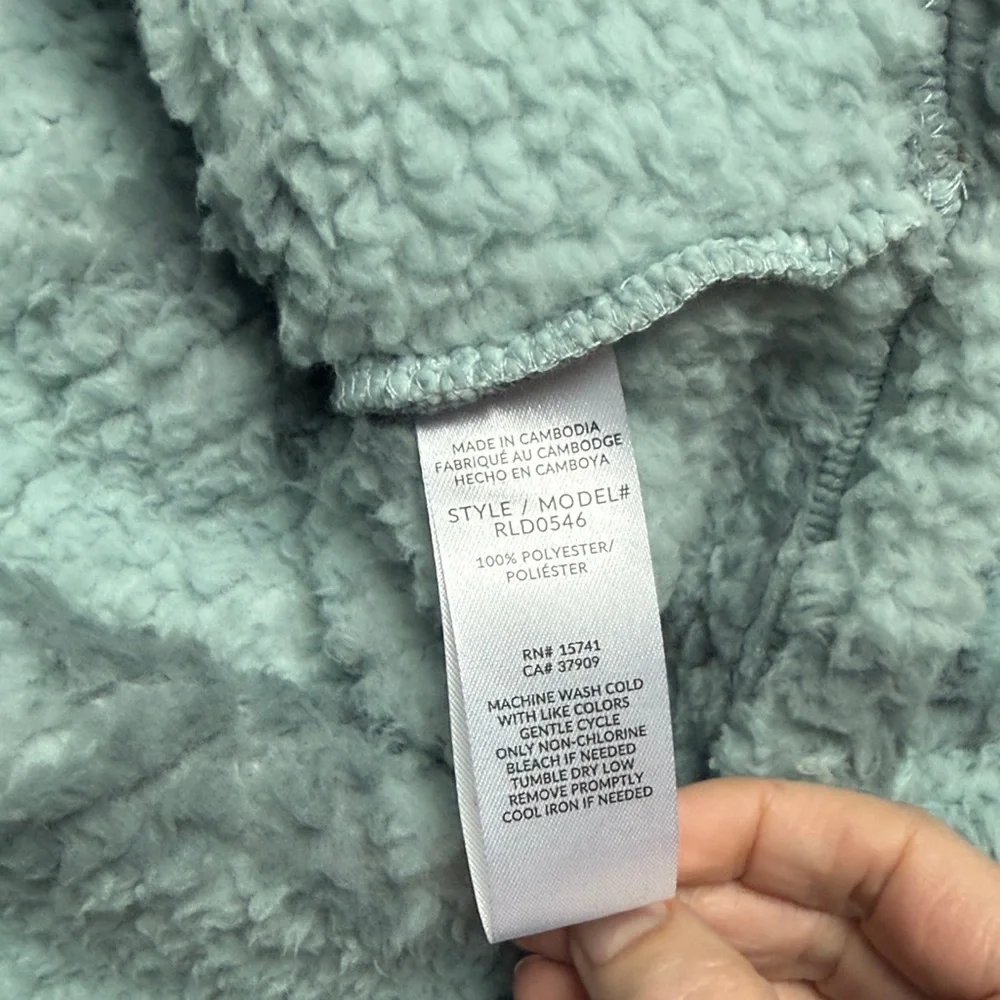 MADE IN CAMBODIA
FABRIQUÉ AU CAMBODGE
HECHO EN CAMBOYA
STYLE / MODEL#
RLD0546
100% POLYESTER/
POLIÉSTER
RN# 15741
CA# 37909
MACHINE WASH COLD
WITH LIKE COLORS
GENTLE CYCLE
ONLY NON-CHLORINE
BLEACH IF NEEDED
TUMBLE DRY LOW
REMOVE PROMPTLY
COOL IRON IF NEEDED